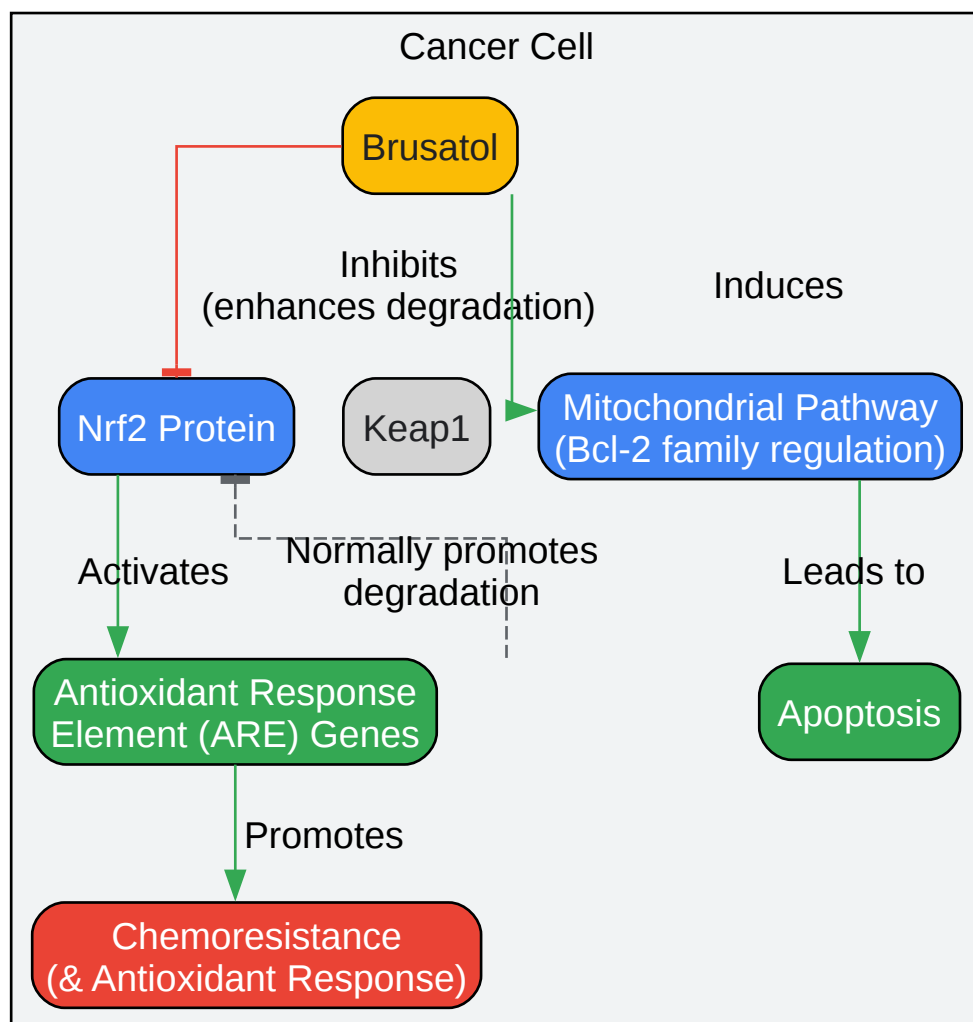 Cancer Cell
Brusatol
Inhibits
(enhances degradation)
Induces
Nrf2 Protein
Keap1
Mitochondrial Pathway
(Bcl-2 family regulation)
Activates
Normally promotes
degradation
Leads to
Antioxidant Response
Element (ARE) Genes
Apoptosis
Promotes
Chemoresistance
(& Antioxidant Response)